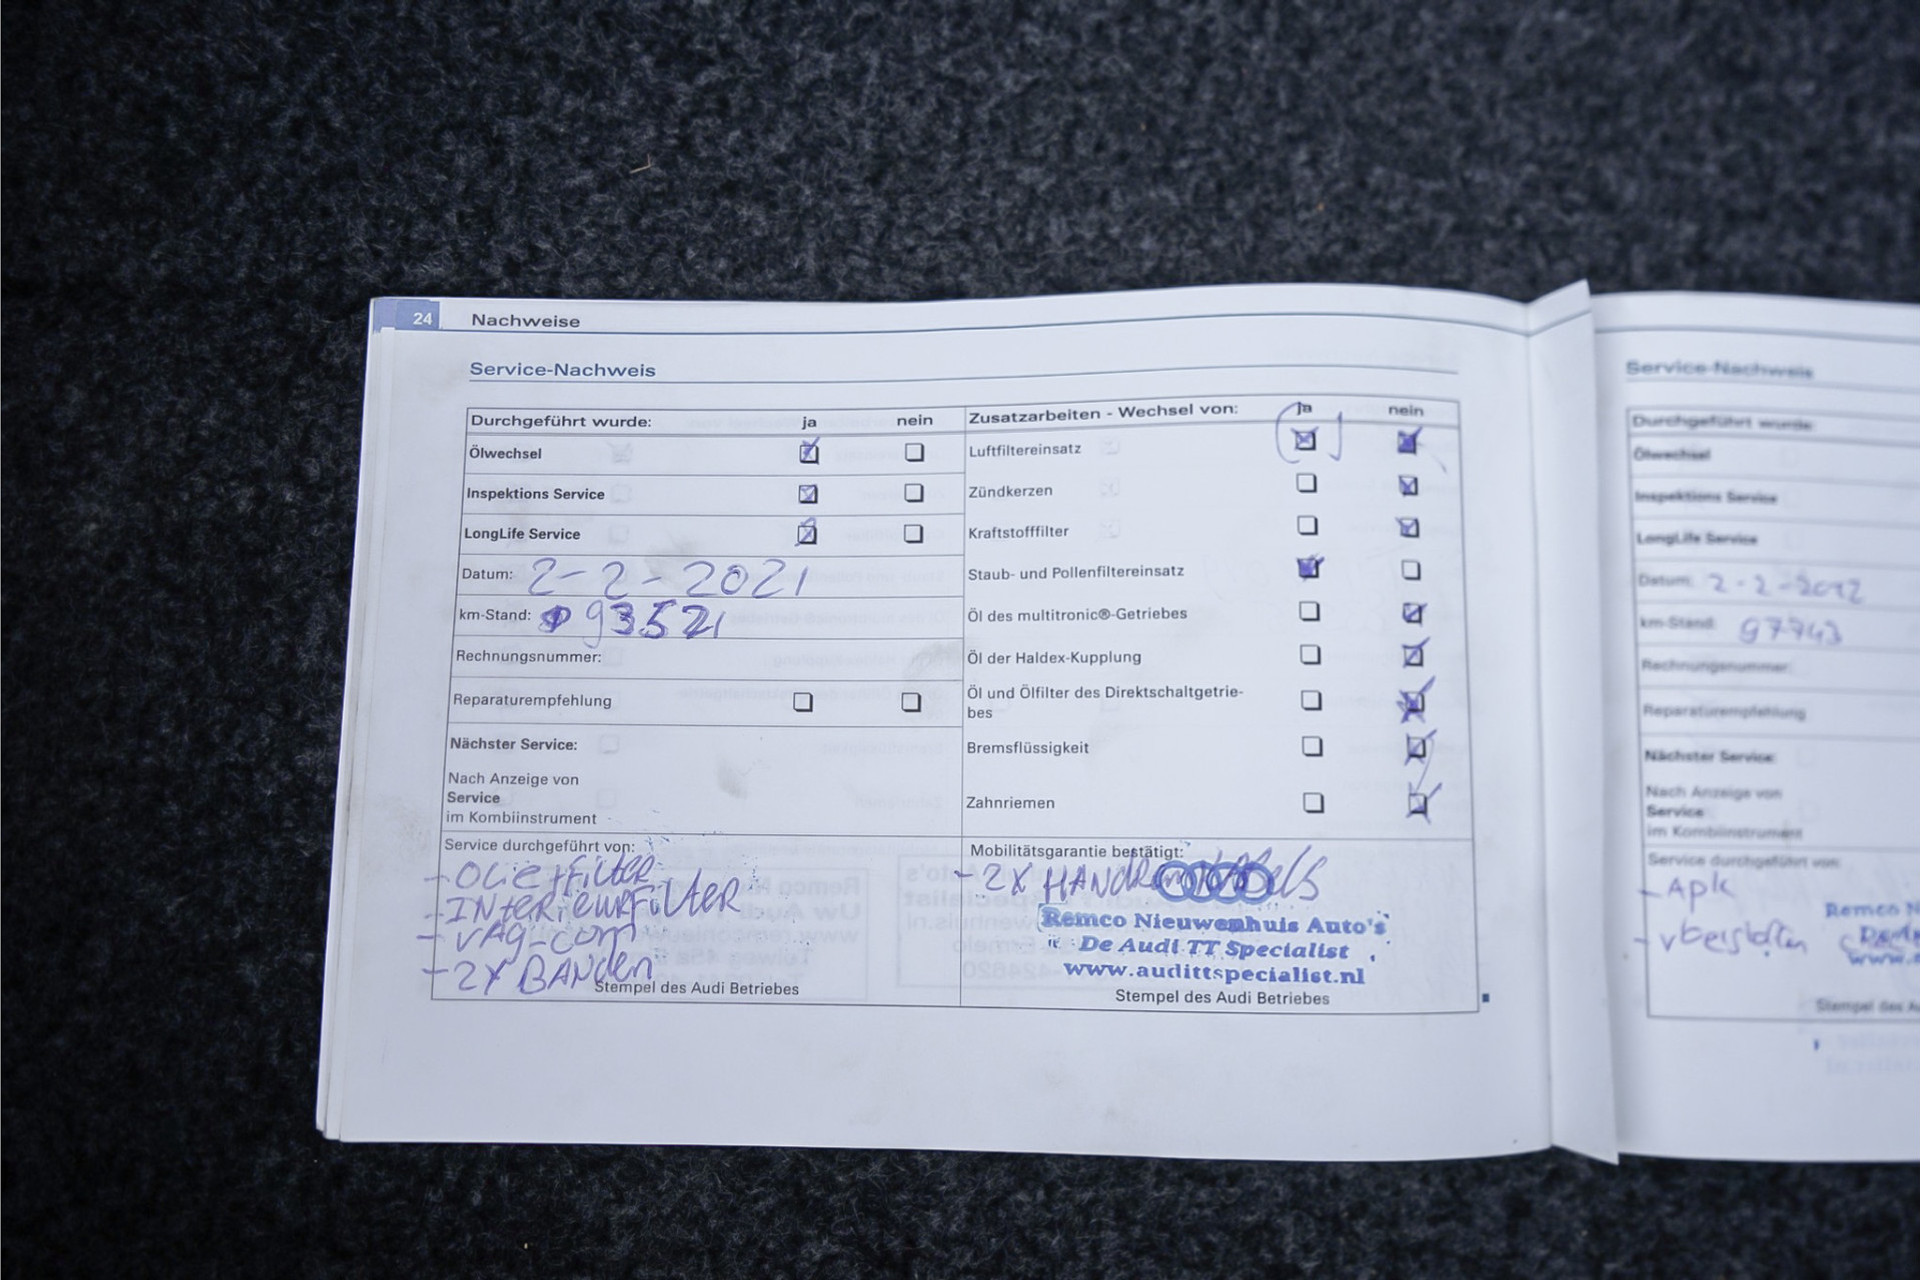 24 Nachweise
Service-Nachweis
Durchgeführt wurde: ja nein
Ölwechsel
Inspektions Service
LongLife Service
Datum: 2-2-2021
km-Stand: 93521
Rechnungsnummer:
Reparaturempfehlung
Nächster Service:
Nach Anzeige von
Service
im Kombiinstrument
Service durchgeführt von:
- Olie+Filter
- INterieurFilter
- VAG-com
- 2X BANden
Stempel des Audi Betriebes
Zusatzarbeiten - Wechsel von: ja nein
Luftfiltereinsatz
Zündkerzen
Kraftstofffilter
Staub- und Pollenfiltereinsatz
Öl des multitronic®-Getriebes
Öl der Haldex-Kupplung
Öl und Ölfilter des Direktschaltgetrie-
bes
Bremsflüssigkeit
Zahnriemen
Mobilitätsgarantie bestätigt:
- 2X
Remco Nieuwenhuis Auto's
De Audi TT Specialist
www.audittspecialist.nl
Stempel des Audi Betriebes
Service-Nachweis
Durchgeführt wurde:
Ölwechsel
Inspektions Service
LongLife Service
Datum:
km-Stand: 97743
Rechnungsnummer
Reparaturempfehlung
Nächster Service:
Nach Anzeige von
Service
im Kombiinstrument
Service durchgeführt von:
- Apk
Remco N
Stempel des Au